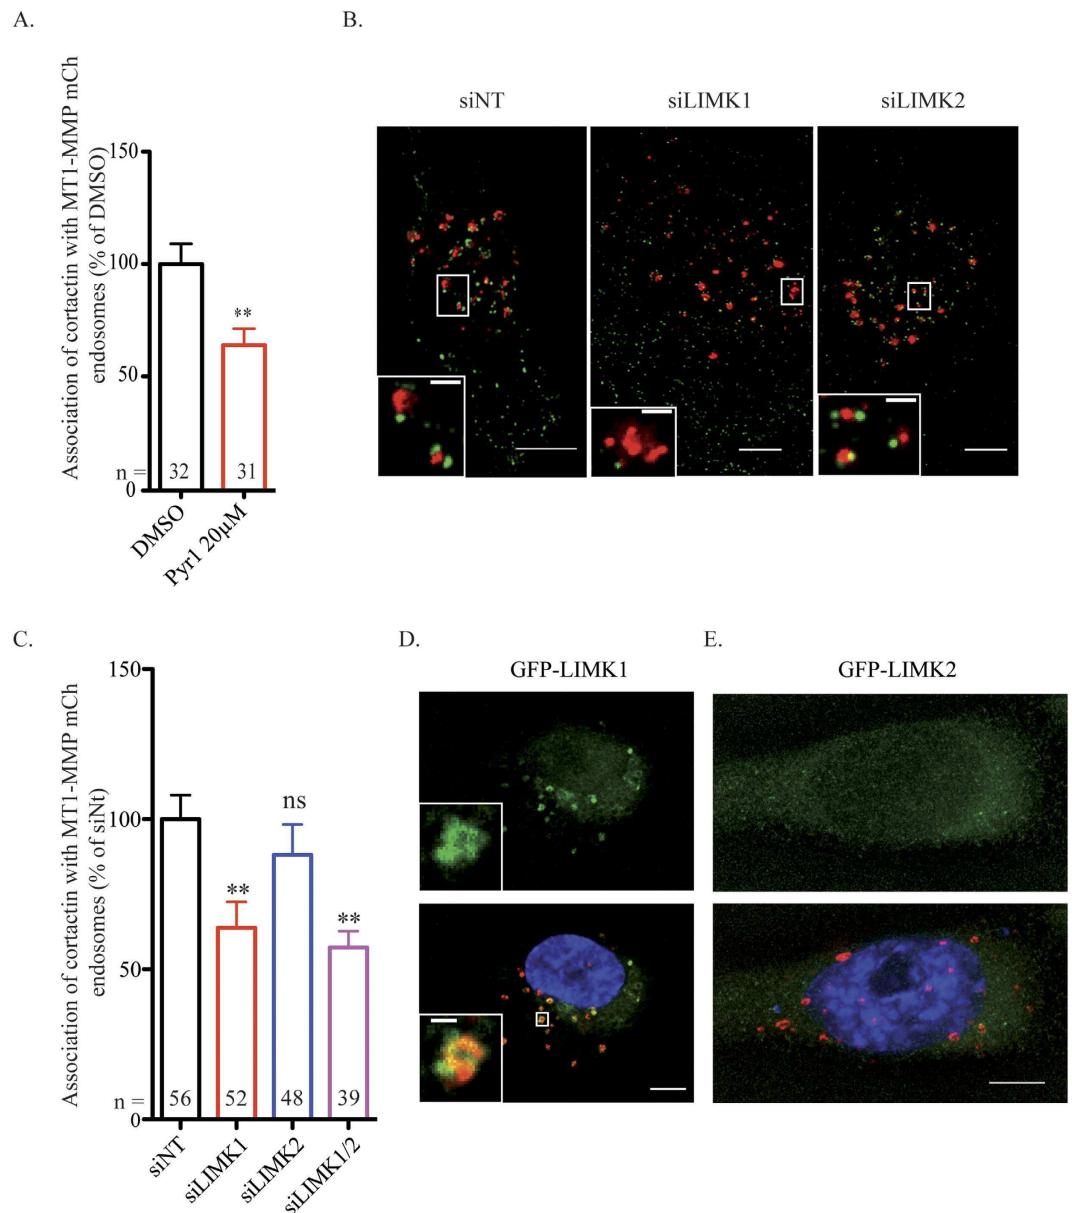 A.
Association of cortactin with MT1-MMP mCh
endosomes (% of DMSO)
150
100
50
0
n =
32
31
**
DMSO
Pyr1 20µM
B.
siNT
siLIMK1
siLIMK2
C.
Association of cortactin with MT1-MMP mCh
endosomes (% of siNt)
150
100
50
0
n =
56
52
48
39
**
ns
**
siNT
siLIMK1
siLIMK2
siLIMK1/2
D.
GFP-LIMK1
E.
GFP-LIMK2